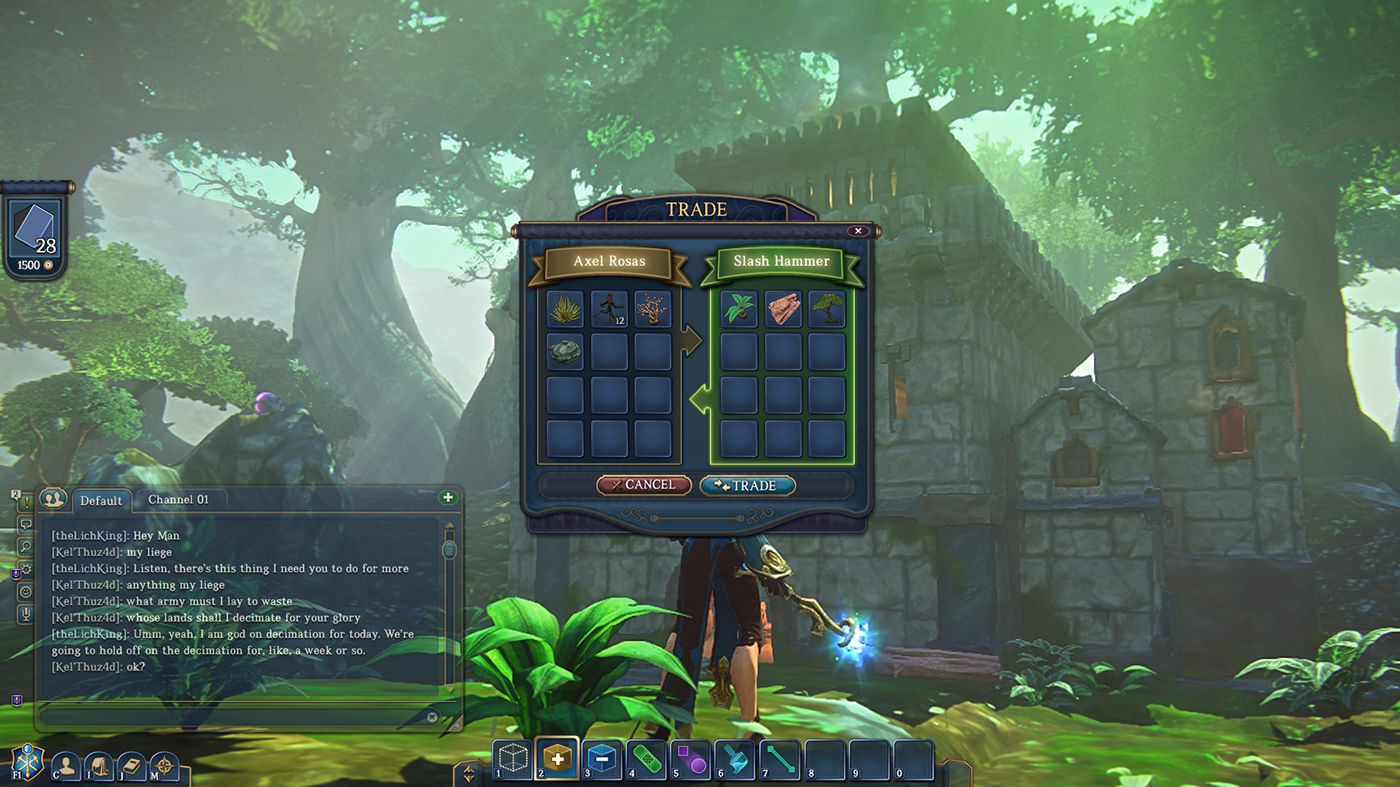 TRADE
28
1500
Axel Rosas
Slash Hammer
12
CANCEL
TRADE
2
Default
Channel 01
[theLichKing]: Hey Man
[Kel'Thuz4d]: my liege
[theLichKing]: Listen, there's this thing I need you to do for more
[Kel'Thuz4d]: anything my liege
[Kel'Thuz4d]: what army must I lay to waste
[Kel'Thuz4d]: whose lands shall I decimate for your glory
[theLichKing]: Umm, yeah, I am god on decimation for today. We're
going to hold off on the decimation for, like, a week or so.
[Kel'Thuz4d]: ok?
F1
C
I
J
M
1
2
3
4
5
6
7
8
9
0